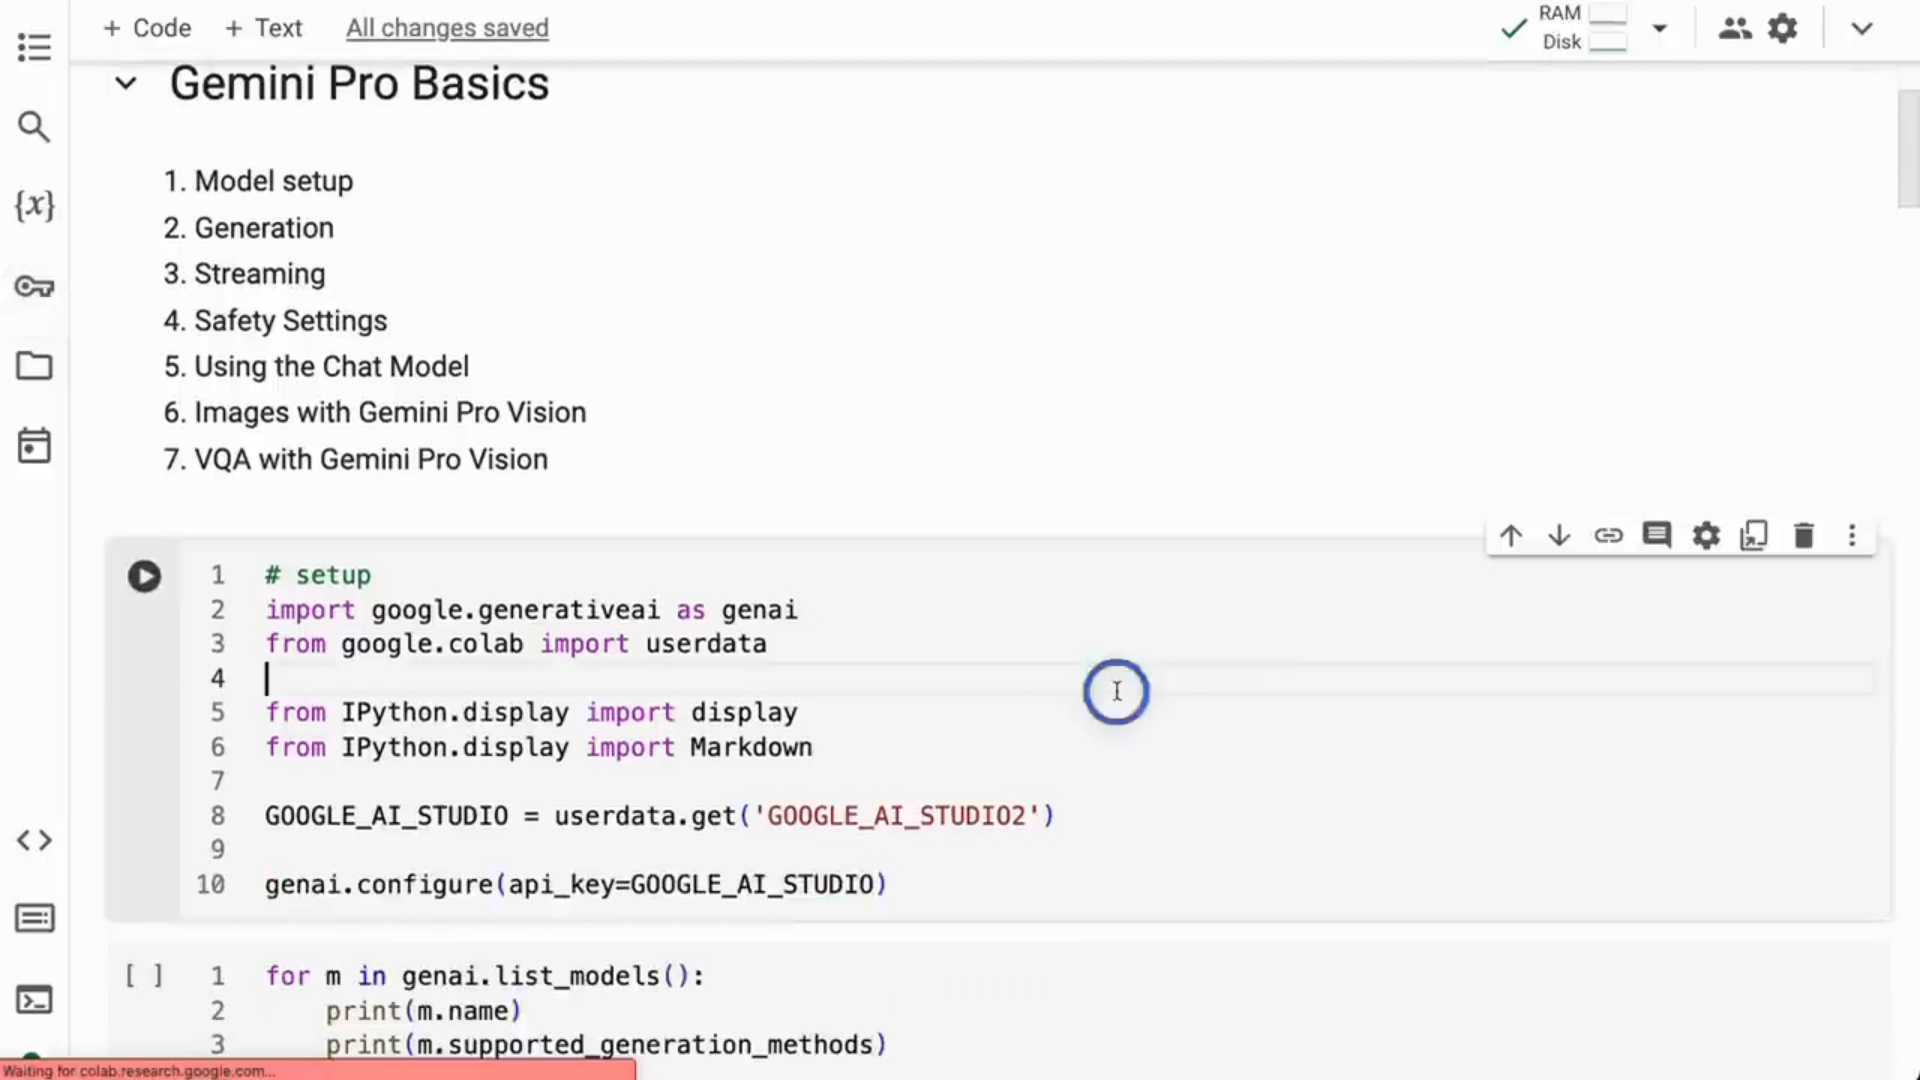 + Code + Text All changes saved
RAM
Disk
Gemini Pro Basics
1. Model setup
2. Generation
3. Streaming
4. Safety Settings
5. Using the Chat Model
6. Images with Gemini Pro Vision
7. VQA with Gemini Pro Vision
{x}
1 # setup
2 import google.generativeai as genai
3 from google.colab import userdata
4
5 from IPython.display import display
6 from IPython.display import Markdown
7
8 GOOGLE_AI_STUDIO = userdata.get('GOOGLE_AI_STUDIO2')
9
10 genai.configure(api_key=GOOGLE_AI_STUDIO)
[ ] 1 for m in genai.list_models():
2 print(m.name)
3 print(m.supported_generation_methods)
Waiting for colab.research.google.com...